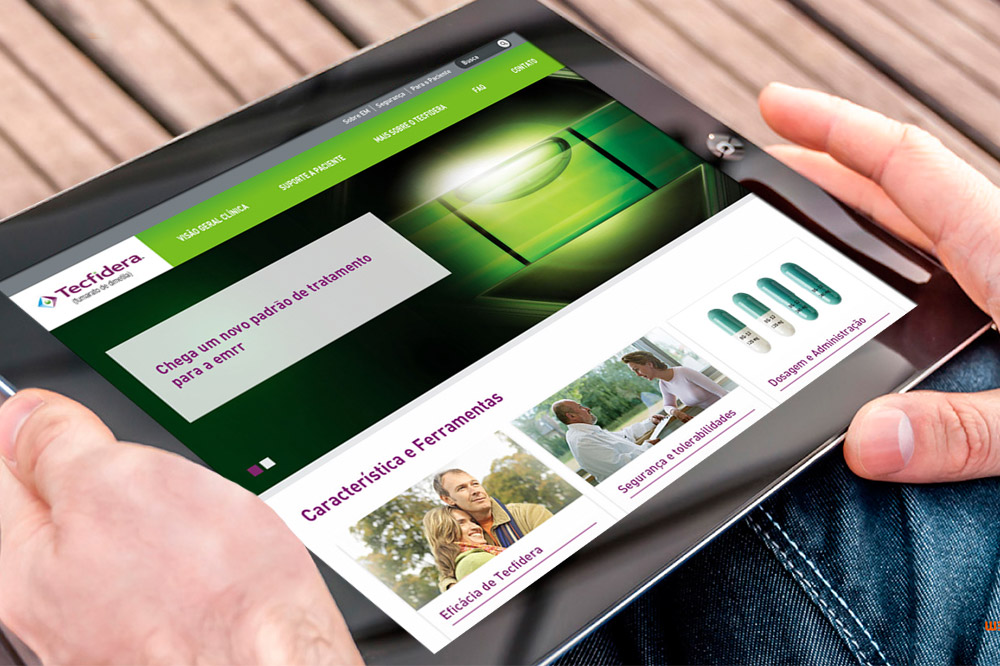 Sobre EM | Segurança | Para o Paciente
Busca
VISÃO GERAL CLÍNICA
SUPORTE A PACIENTE
MAIS SOBRE O TECFIDERA
FAQ
CONTATO
Tecfidera
(fumarato de dimetila)
Chega um novo padrão de tratamento
para a emrr
Característica e Ferramentas
Eficácia de Tecfidera
Segurança e tolerabilidades
Dosagem e Administração